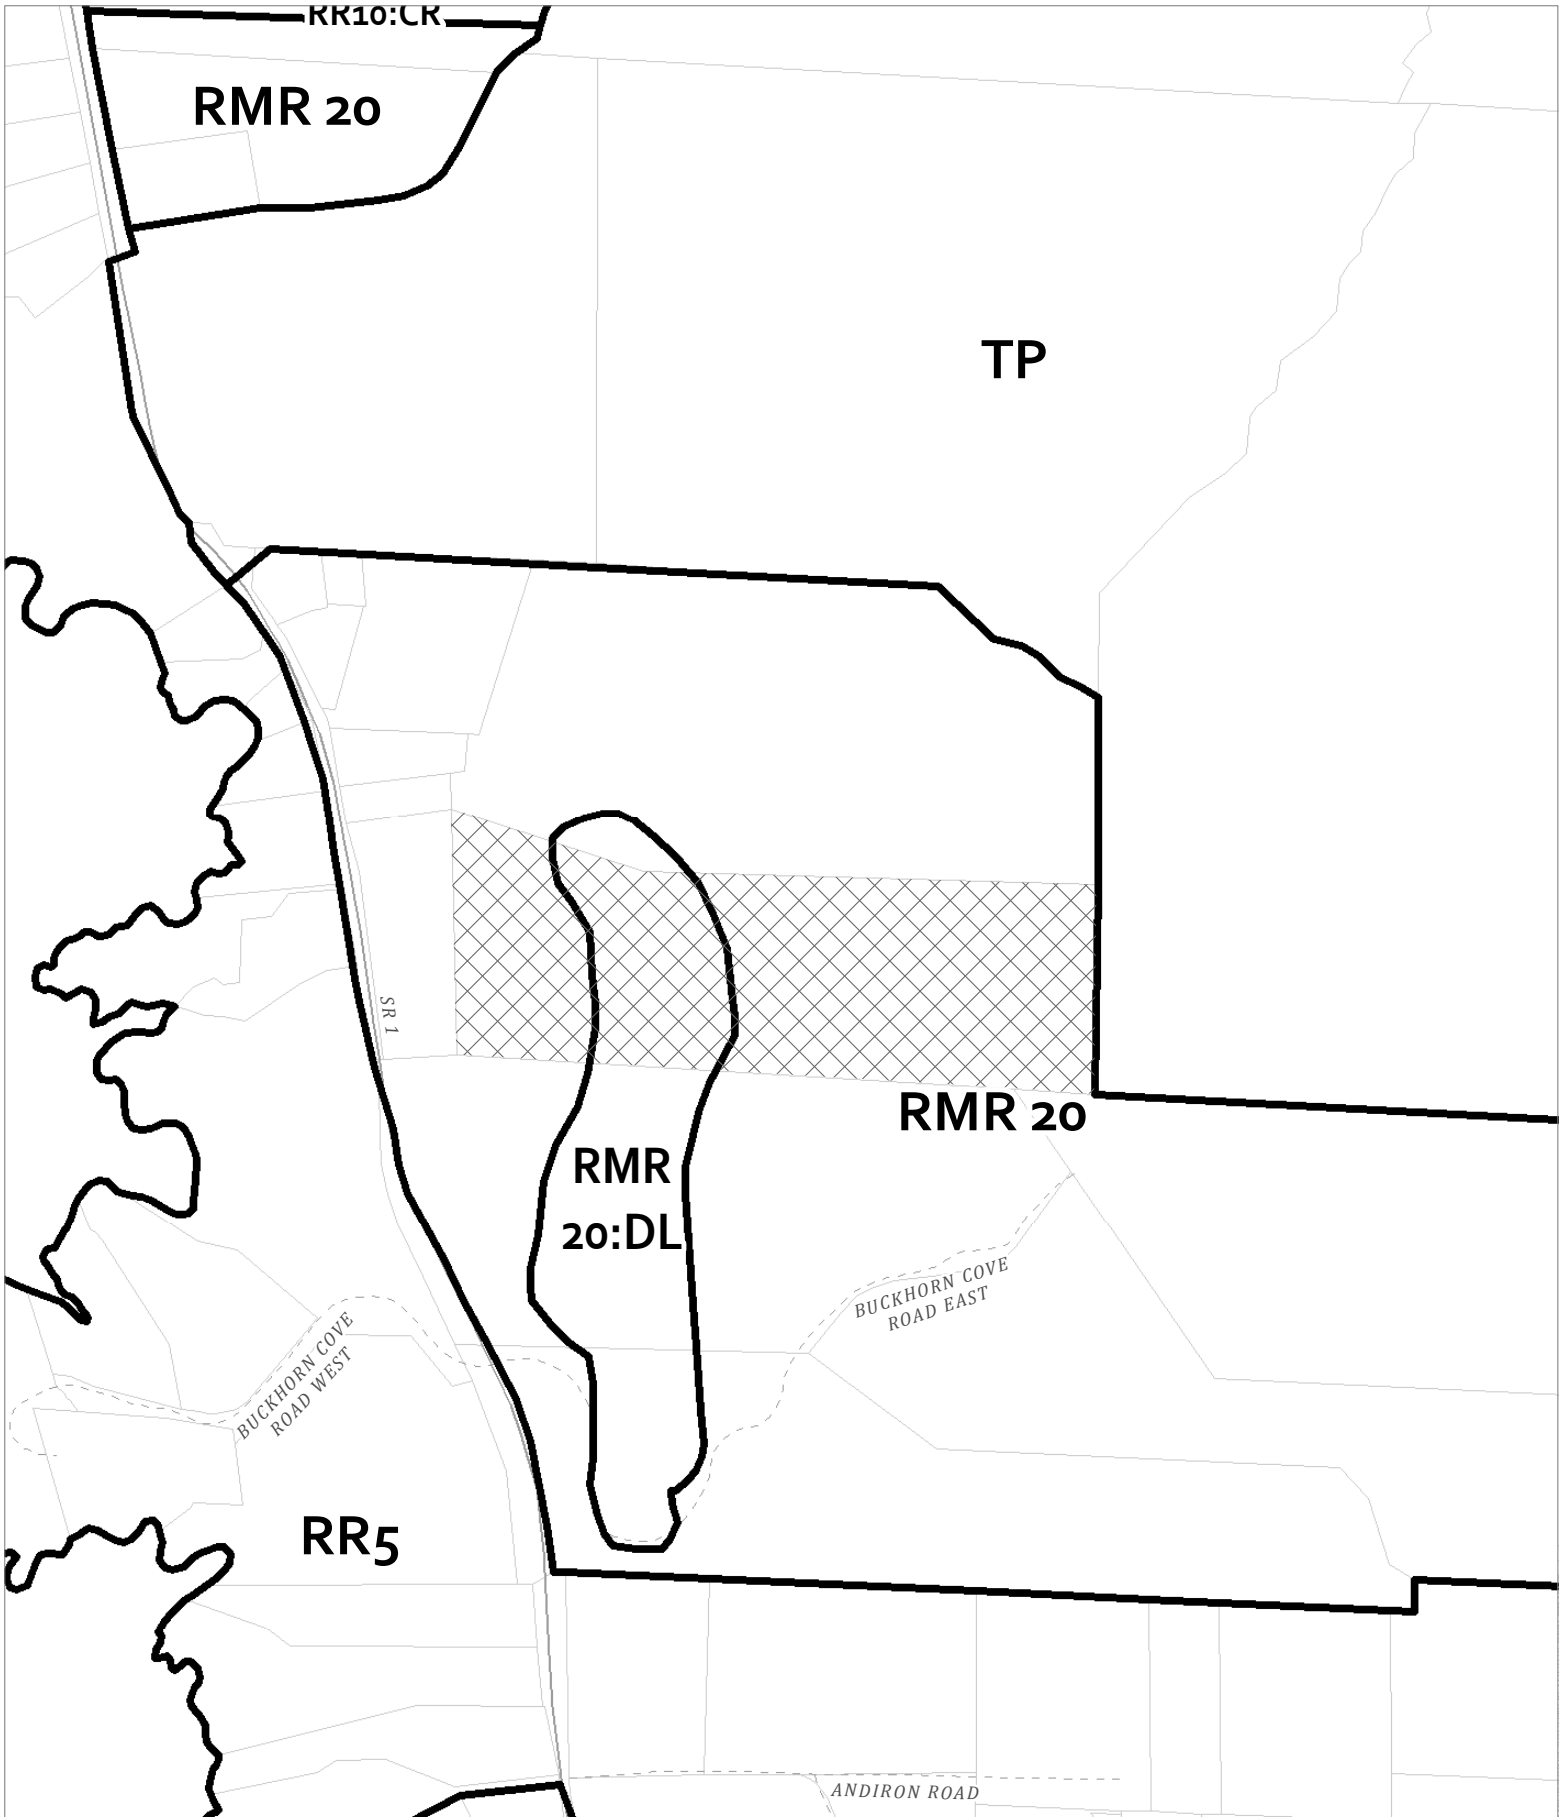 RR10:CR
RMR 20
TP
SR 1
RMR 20
RMR
20:DL
BUCKHORN COVE
ROAD EAST
BUCKHORN COVE
ROAD WEST
RR5
ANDIRON ROAD